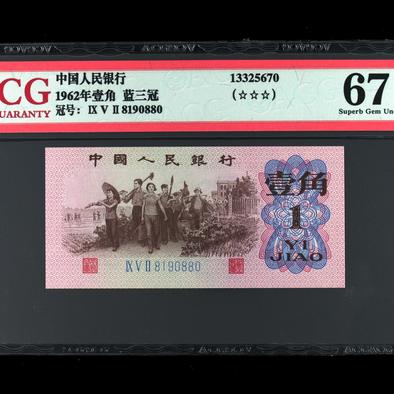 CG
UARANTY
中国人民银行
1962年壹角 蓝三冠
冠号: Ⅸ Ⅴ Ⅱ 8190880
13325670
(☆☆☆)
67
Superb Gem Un
中國人民銀行
壹角
1
YI
JIAO
Ⅸ Ⅴ Ⅱ 8190880